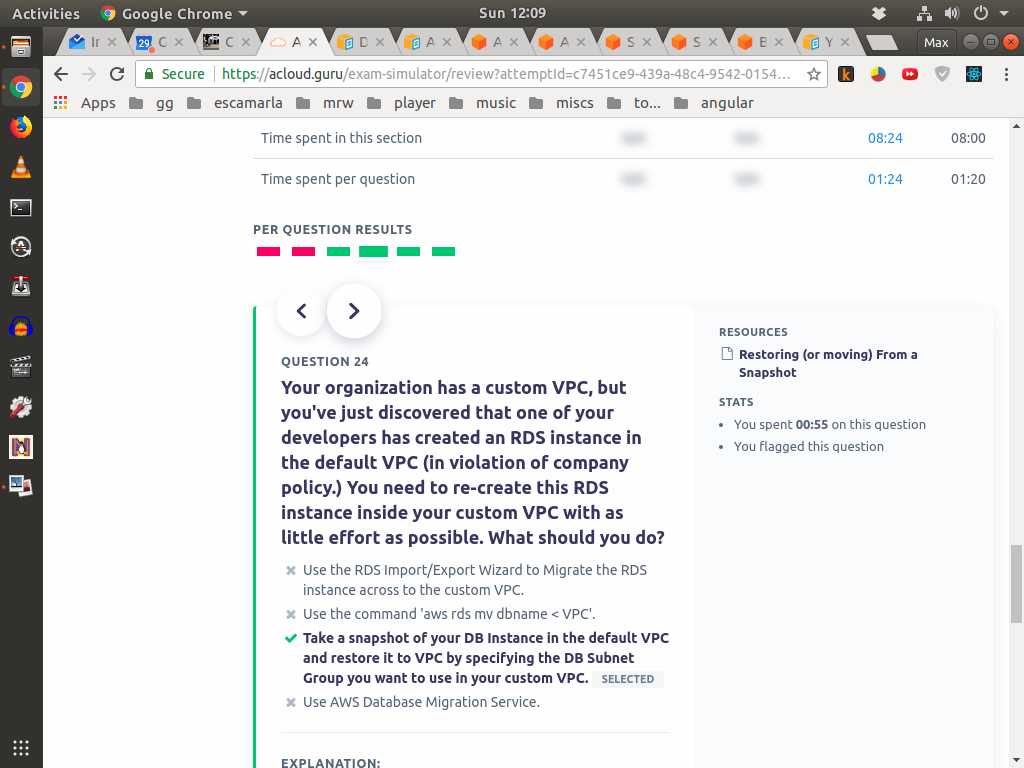 Activities Google Chrome Sun 12:09
Ir 29 C C A D A A A S S B Y Max
Secure https://acloud.guru/exam-simulator/review?attemptId=c7451ce9-439a-48c4-9542-0154...
Apps gg escamarla mrw player music miscs to... angular
Time spent in this section 08:24 08:00
Time spent per question 01:24 01:20
PER QUESTION RESULTS
QUESTION 24
Your organization has a custom VPC, but
you've just discovered that one of your
developers has created an RDS instance in
the default VPC (in violation of company
policy.) You need to re-create this RDS
instance inside your custom VPC with as
little effort as possible. What should you do?
Use the RDS Import/Export Wizard to Migrate the RDS
instance across to the custom VPC.
Use the command 'aws rds mv dbname < VPC'.
Take a snapshot of your DB Instance in the default VPC
and restore it to VPC by specifying the DB Subnet
Group you want to use in your custom VPC. SELECTED
Use AWS Database Migration Service.
EXPLANATION:
RESOURCES
Restoring (or moving) From a
Snapshot
STATS
You spent 00:55 on this question
You flagged this question